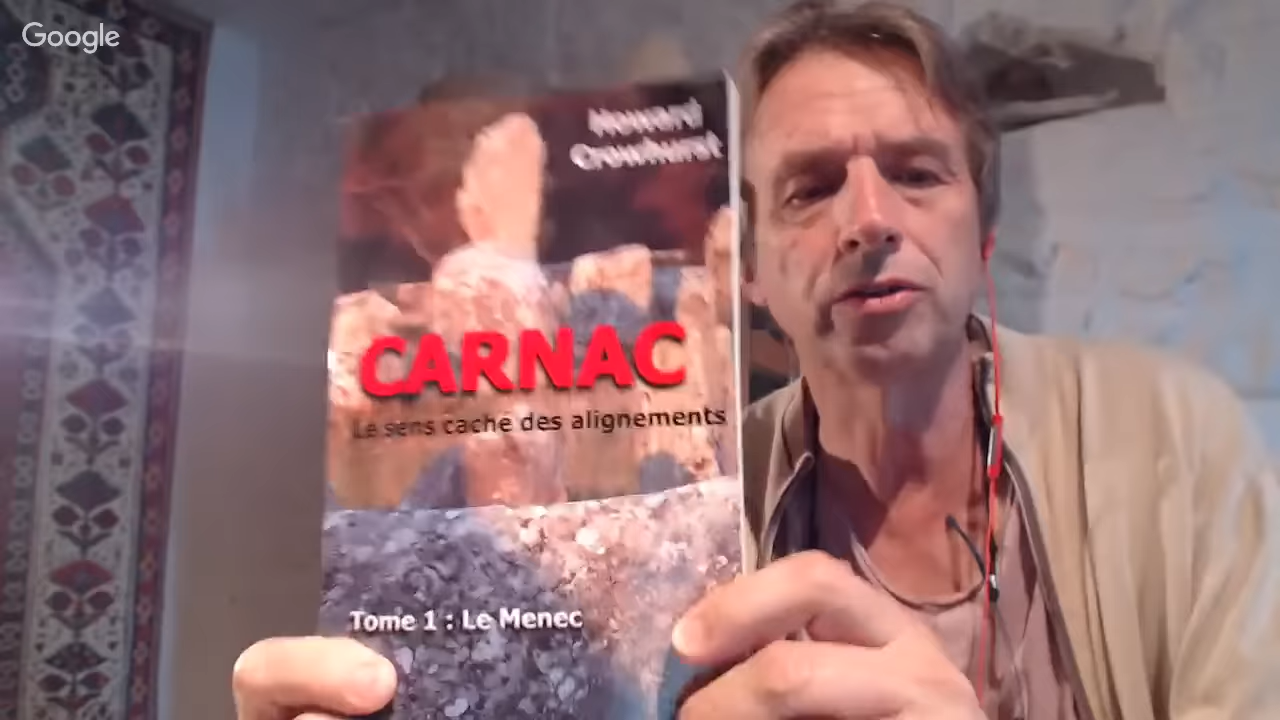 Google
Howard
Crowhurst
CARNAC
Le sens caché des alignements
Tome 1 : Le Menec